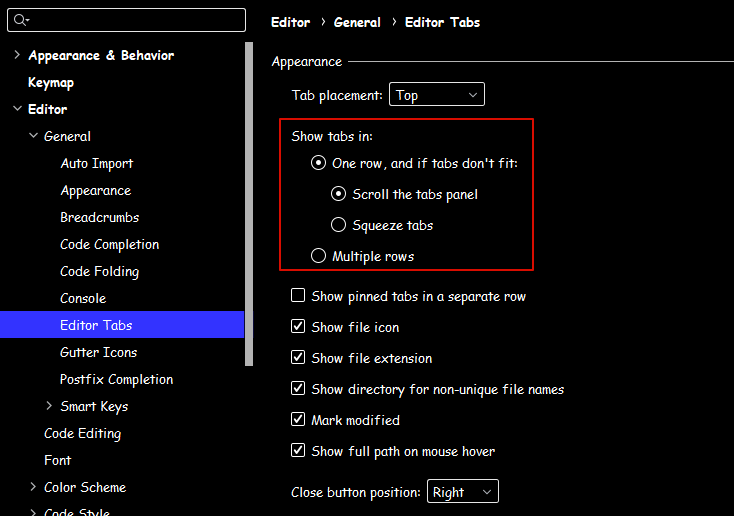 Appearance & Behavior
Keymap
Editor
General
Auto Import
Appearance
Breadcrumbs
Code Completion
Code Folding
Console
Editor Tabs
Gutter Icons
Postfix Completion
Smart Keys
Code Editing
Font
Color Scheme
Code Style
Editor › General › Editor Tabs
Appearance
Tab placement: Top
Show tabs in:
One row, and if tabs don't fit:
Scroll the tabs panel
Squeeze tabs
Multiple rows
Show pinned tabs in a separate row
Show file icon
Show file extension
Show directory for non-unique file names
Mark modified
Show full path on mouse hover
Close button position: Right